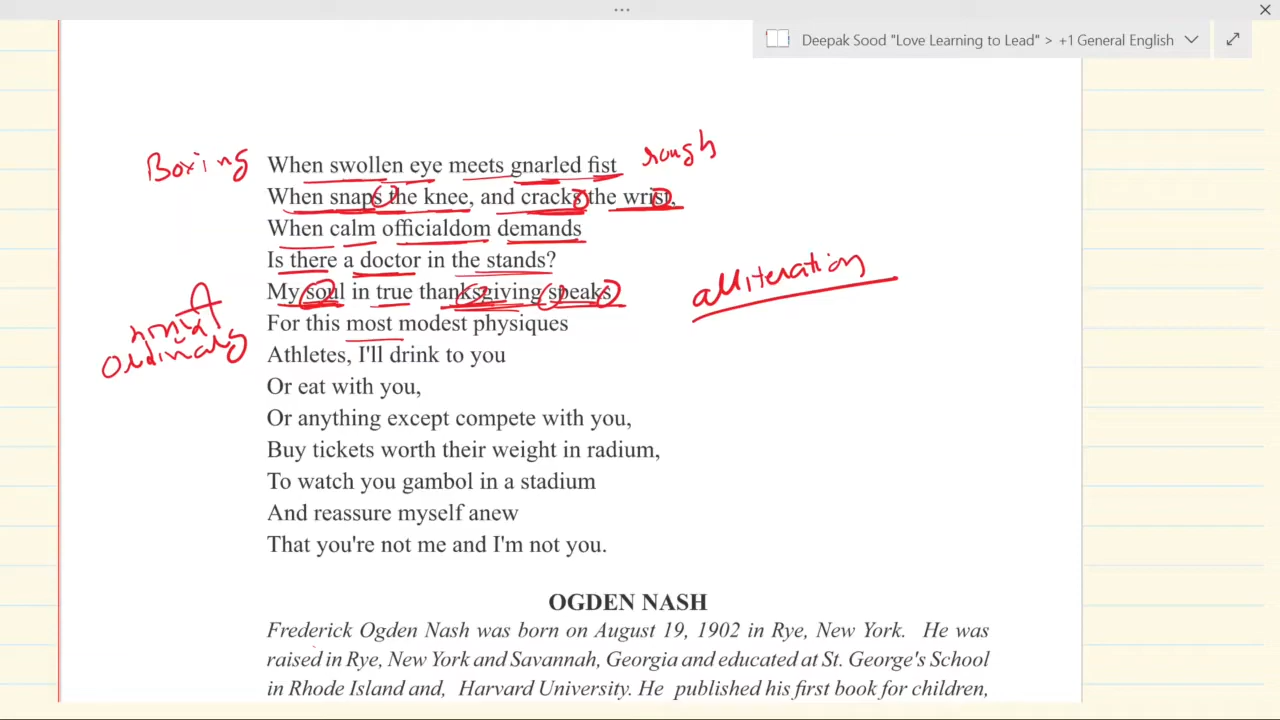 Deepak Sood "Love Learning to Lead" > +1 General English
Boxing When swollen eye meets gnarled fist rough
When snaps the knee, and cracks the wrist,
When calm officialdom demands
Is there a doctor in the stands?
alliteration
My soul in true thanksgiving speaks
For this most modest physiques
ordinary
Athletes, I'll drink to you
Or eat with you,
Or anything except compete with you,
Buy tickets worth their weight in radium,
To watch you gambol in a stadium
And reassure myself anew
That you're not me and I'm not you.
OGDEN NASH
Frederick Ogden Nash was born on August 19, 1902 in Rye, New York. He was
raised in Rye, New York and Savannah, Georgia and educated at St. George's School
in Rhode Island and, Harvard University. He published his first book for children,